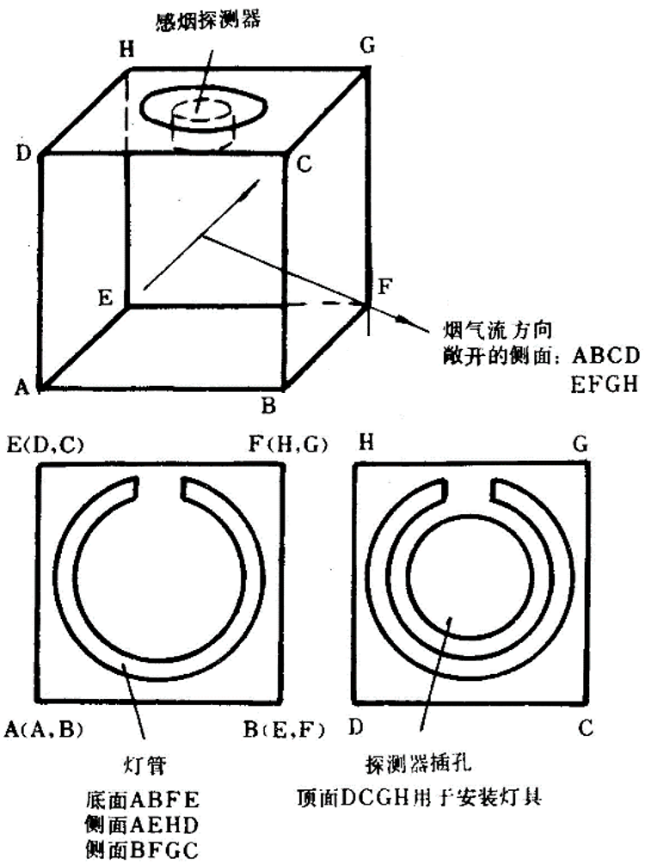 感烟探测器
H
G
D
C
E
F
烟气流方向
敞开的侧面：ABCD
EFGH
A
B
E(D,C)
F(H,G)
H
G
A(A,B)
B(E,F)
D
C
灯管
探测器插孔
底面ABFE
顶面DCGH用于安装灯具
侧面AEHD
侧面BFGC